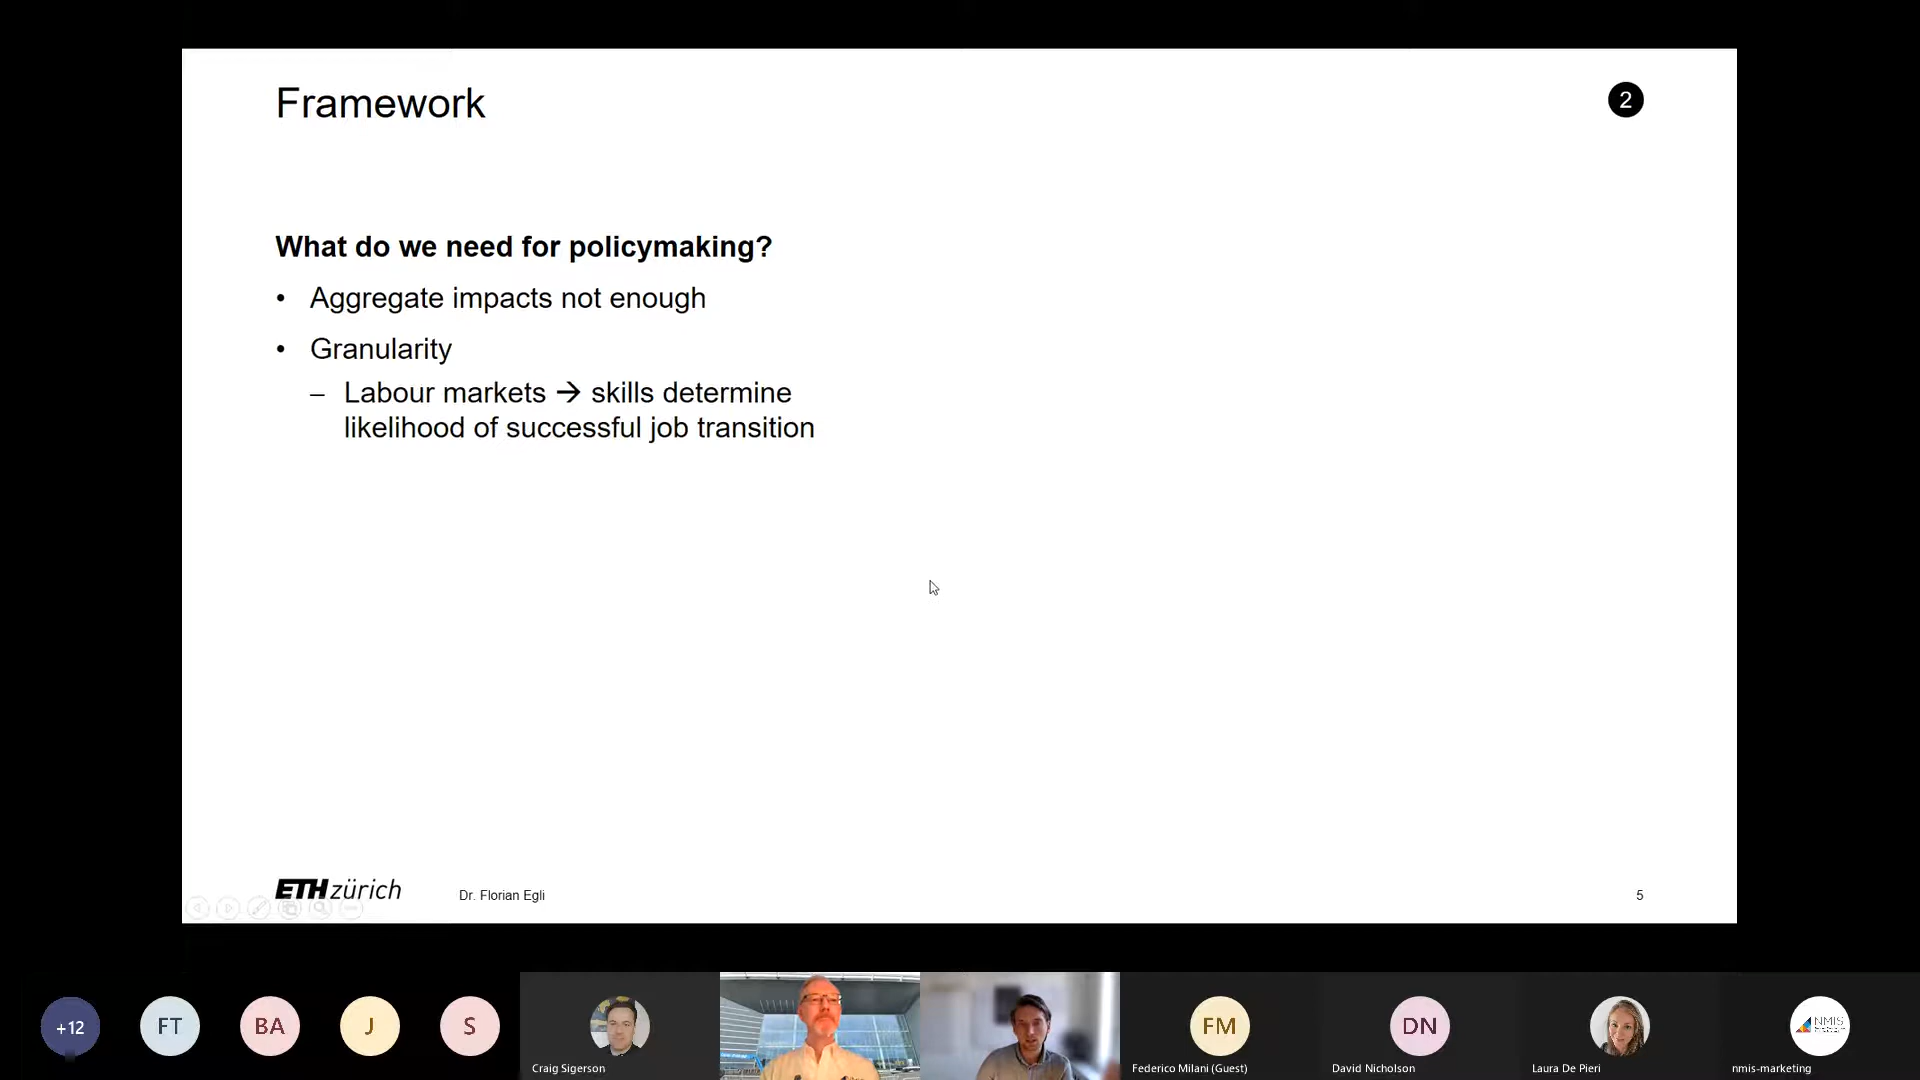 Framework
2
What do we need for policymaking?
• Aggregate impacts not enough
• Granularity
– Labour markets → skills determine
likelihood of successful job transition
ETH zürich
Dr. Florian Egli
5
+12
FT
BA
J
S
FM
DN
NMIS
Craig Sigerson
Federico Milani (Guest)
David Nicholson
Laura De Pieri
nmis-marketing